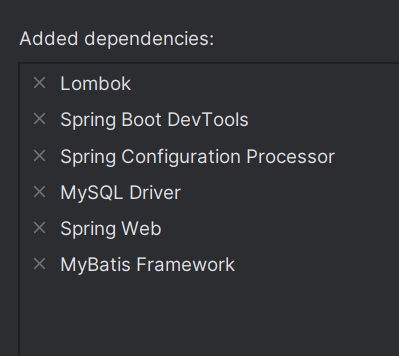 Added dependencies:
Lombok
Spring Boot DevTools
Spring Configuration Processor
MySQL Driver
Spring Web
MyBatis Framework